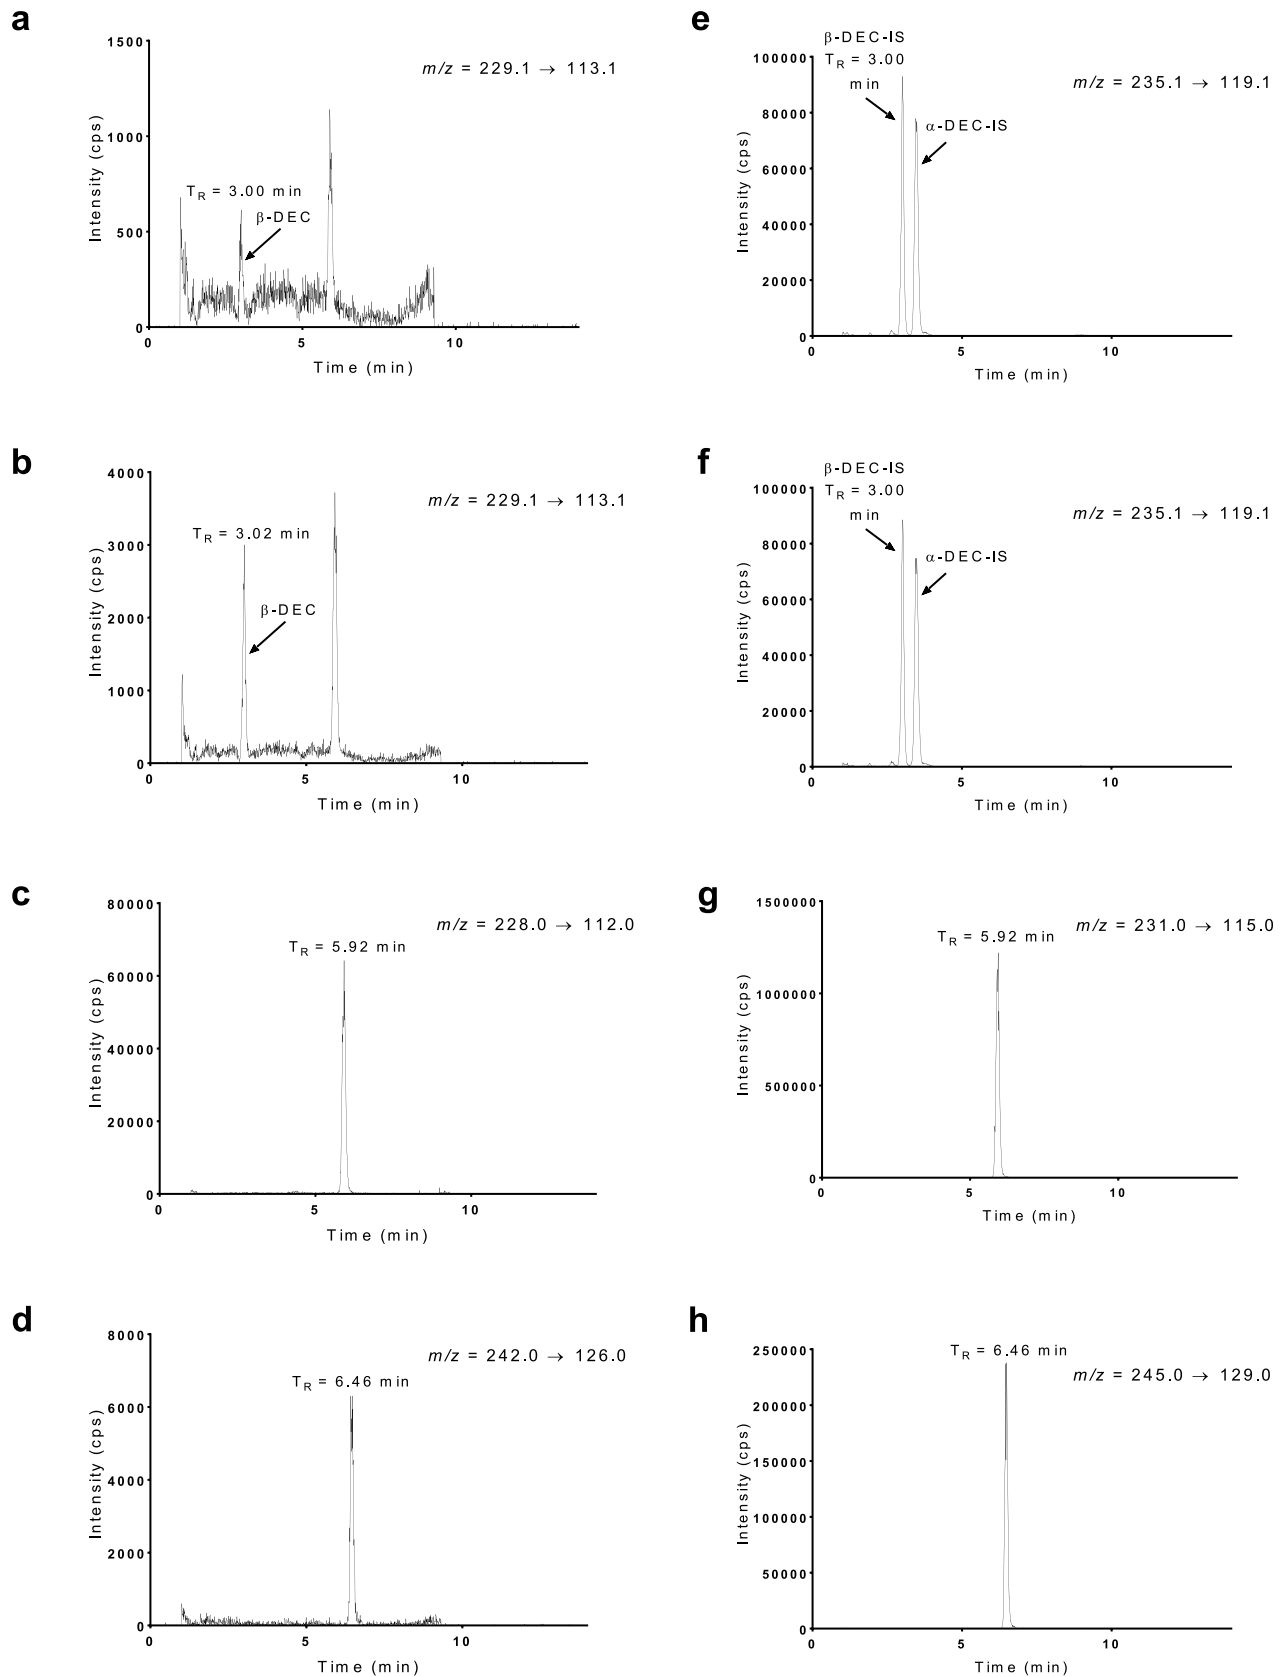 a
1500
1000
500
0
Intensity (cps)
m/z = 229.1 → 113.1
T_R = 3.00 min
β-DEC
0 5 10
Time (min)
e
β-DEC-IS
T_R = 3.00
min
α-DEC-IS
m/z = 235.1 → 119.1
100000
80000
60000
40000
20000
0
Intensity (cps)
0 5 10
Time (min)
b
4000
3000
2000
1000
0
Intensity (cps)
m/z = 229.1 → 113.1
T_R = 3.02 min
β-DEC
0 5 10
Time (min)
f
β-DEC-IS
T_R = 3.00
min
α-DEC-IS
m/z = 235.1 → 119.1
100000
80000
60000
40000
20000
0
Intensity (cps)
0 5 10
Time (min)
c
80000
60000
40000
20000
0
Intensity (cps)
m/z = 228.0 → 112.0
T_R = 5.92 min
0 5 10
Time (min)
g
1500000
1000000
500000
0
Intensity (cps)
m/z = 231.0 → 115.0
T_R = 5.92 min
0 5 10
Time (min)
d
8000
6000
4000
2000
0
Intensity (cps)
m/z = 242.0 → 126.0
T_R = 6.46 min
0 5 10
Time (min)
h
250000
200000
150000
100000
50000
0
Intensity (cps)
T_R = 6.46 min
m/z = 245.0 → 129.0
0 5 10
Time (min)